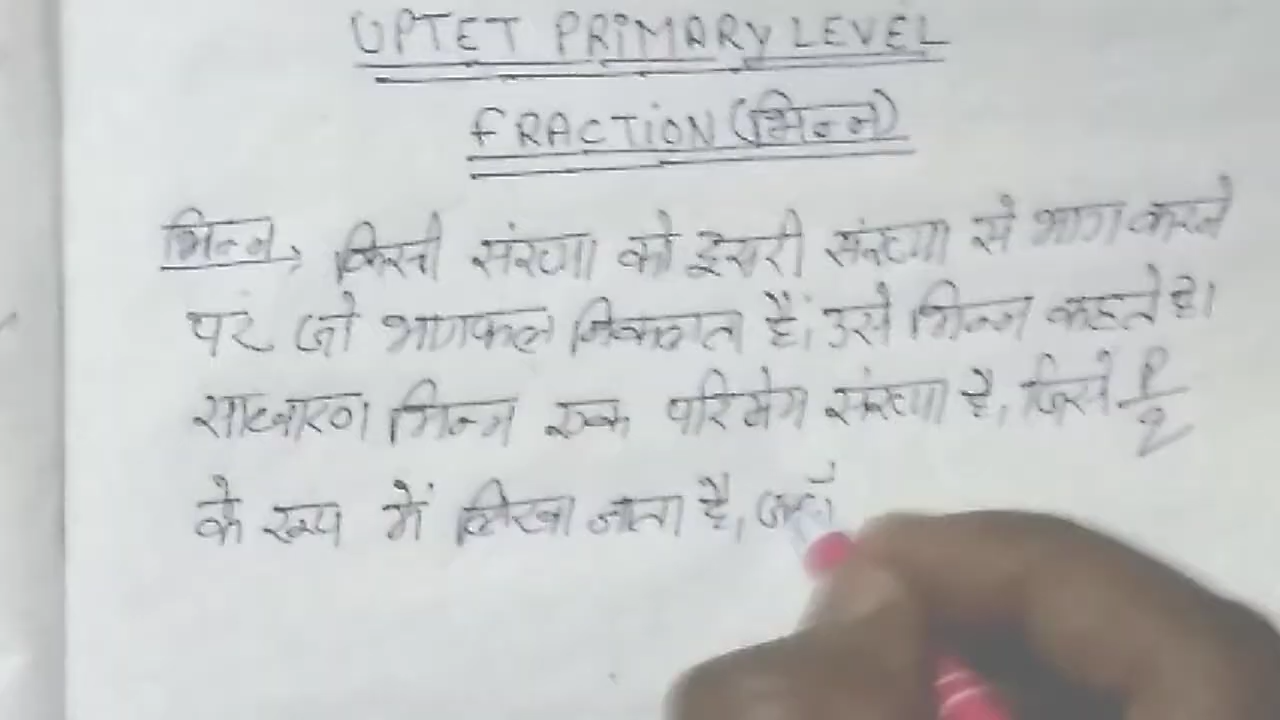 UPTET PRIMARY LEVEL
FRACTION (भिन्न)
भिन्न, किसी संख्या को दूसरी संख्या से भाग करने
पर जो भागफल निकलता है, उसे भिन्न कहते है।
साधारण भिन्न एक परिमेय संख्या है, जिसे P/q
के रूप में लिखा जाता है, जहाँ